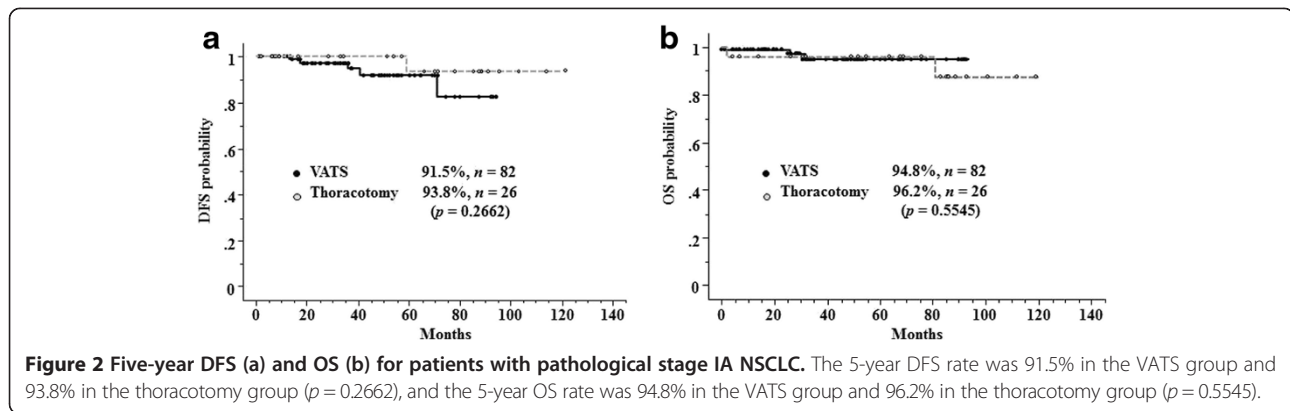 a
1
.8
.6
.4
.2
0
DFS probability
VATS 91.5%, n = 82
Thoracotomy 93.8%, n = 26
(p = 0.2662)
0 20 40 60 80 100 120 140
Months
b
1
.8
.6
.4
.2
0
OS probability
VATS 94.8%, n = 82
Thoracotomy 96.2%, n = 26
(p = 0.5545)
0 20 40 60 80 100 120 140
Months
Figure 2 Five-year DFS (a) and OS (b) for patients with pathological stage IA NSCLC. The 5-year DFS rate was 91.5% in the VATS group and
93.8% in the thoracotomy group (p = 0.2662), and the 5-year OS rate was 94.8% in the VATS group and 96.2% in the thoracotomy group (p = 0.5545).